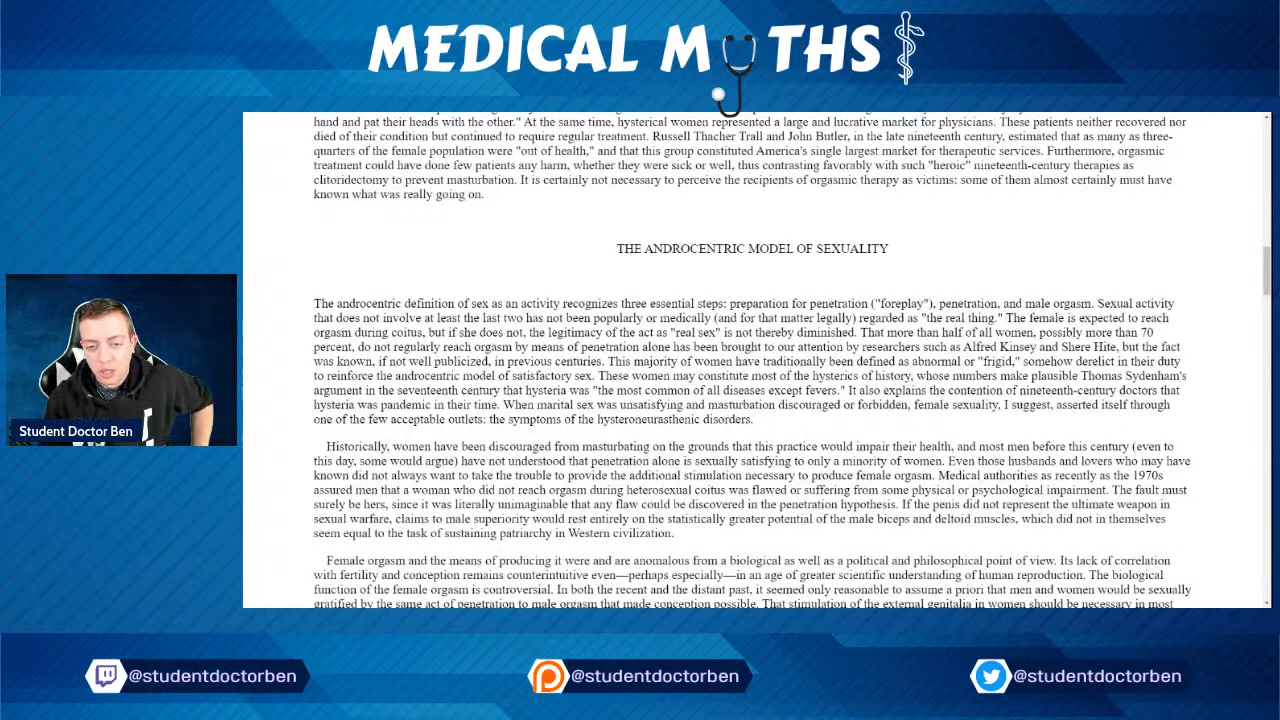 MEDICAL MYTHS
hand and pat their heads with the other." At the same time, hysterical women represented a large and lucrative market for physicians. These patients neither recovered nor
died of their condition but continued to require regular treatment. Russell Thacher Trall and John Butler, in the late nineteenth century, estimated that as many as three-
quarters of the female population were "out of health," and that this group constituted America's single largest market for therapeutic services. Furthermore, orgasmic
treatment could have done few patients any harm, whether they were sick or well, thus contrasting favorably with such "heroic" nineteenth-century therapies as
clitoridectomy to prevent masturbation. It is certainly not necessary to perceive the recipients of orgasmic therapy as victims: some of them almost certainly must have
known what was really going on.
THE ANDROCENTRIC MODEL OF SEXUALITY
The androcentric definition of sex as an activity recognizes three essential steps: preparation for penetration ("foreplay"), penetration, and male orgasm. Sexual activity
that does not involve at least the last two has not been popularly or medically (and for that matter legally) regarded as "the real thing." The female is expected to reach
orgasm during coitus, but if she does not, the legitimacy of the act as "real sex" is not thereby diminished. That more than half of all women, possibly more than 70
percent, do not regularly reach orgasm by means of penetration alone has been brought to our attention by researchers such as Alfred Kinsey and Shere Hite, but the fact
was known, if not well publicized, in previous centuries. This majority of women have traditionally been defined as abnormal or "frigid," somehow derelict in their duty
to reinforce the androcentric model of satisfactory sex. These women may constitute most of the hysterics of history, whose numbers make plausible Thomas Sydenham's
argument in the seventeenth century that hysteria was "the most common of all diseases except fevers." It also explains the contention of nineteenth-century doctors that
hysteria was pandemic in their time. When marital sex was unsatisfying and masturbation discouraged or forbidden, female sexuality, I suggest, asserted itself through
one of the few acceptable outlets: the symptoms of the hysteroneurasthenic disorders.
Historically, women have been discouraged from masturbating on the grounds that this practice would impair their health, and most men before this century (even to
this day, some would argue) have not understood that penetration alone is sexually satisfying to only a minority of women. Even those husbands and lovers who may have
known did not always want to take the trouble to provide the additional stimulation necessary to produce female orgasm. Medical authorities as recently as the 1970s
assured men that a woman who did not reach orgasm during heterosexual coitus was flawed or suffering from some physical or psychological impairment. The fault must
surely be hers, since it was literally unimaginable that any flaw could be discovered in the penetration hypothesis. If the penis did not represent the ultimate weapon in
sexual warfare, claims to male superiority would rest entirely on the statistically greater potential of the male biceps and deltoid muscles, which did not in themselves
seem equal to the task of sustaining patriarchy in Western civilization.
Female orgasm and the means of producing it were and are anomalous from a biological as well as a political and philosophical point of view. Its lack of correlation
with fertility and conception remains counterintuitive even—perhaps especially—in an age of greater scientific understanding of human reproduction. The biological
function of the female orgasm is controversial. In both the recent and the distant past, it seemed only reasonable to assume a priori that men and women would be sexually
gratified by the same act of penetration to male orgasm that made conception possible. That stimulation of the external genitalia in women should be necessary in most
Student Doctor Ben
@studentdoctorben
@studentdoctorben
@studentdoctorben